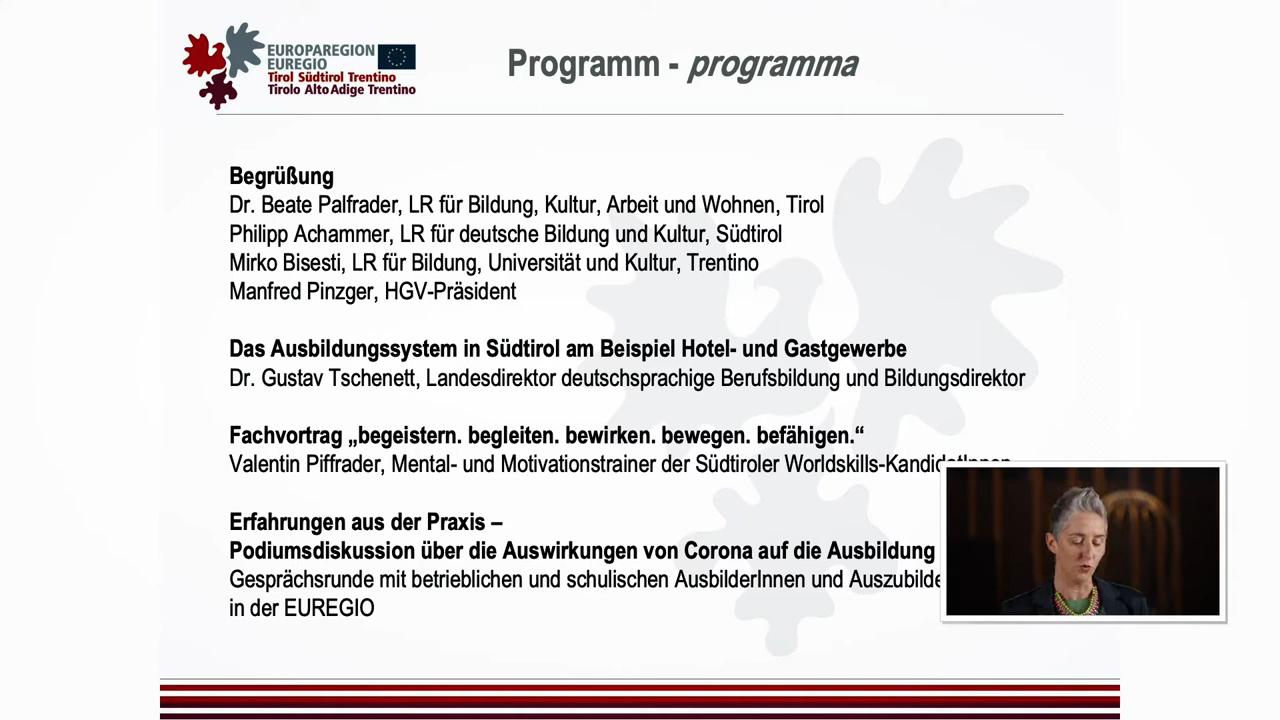 EUROPAREGION
EUREGIO
Tirol Südtirol Trentino
Tirolo Alto Adige Trentino
Programm - programma
Begrüßung
Dr. Beate Palfrader, LR für Bildung, Kultur, Arbeit und Wohnen, Tirol
Philipp Achammer, LR für deutsche Bildung und Kultur, Südtirol
Mirko Bisesti, LR für Bildung, Universität und Kultur, Trentino
Manfred Pinzger, HGV-Präsident
Das Ausbildungssystem in Südtirol am Beispiel Hotel- und Gastgewerbe
Dr. Gustav Tschenett, Landesdirektor deutschsprachige Berufsbildung und Bildungsdirektor
Fachvortrag „begeistern. begleiten. bewirken. bewegen. befähigen.“
Valentin Piffrader, Mental- und Motivationstrainer der Südtiroler Worldskills-KandidatInnen
Erfahrungen aus der Praxis –
Podiumsdiskussion über die Auswirkungen von Corona auf die Ausbildung
Gesprächsrunde mit betrieblichen und schulischen AusbilderInnen und
in der EUREGIO